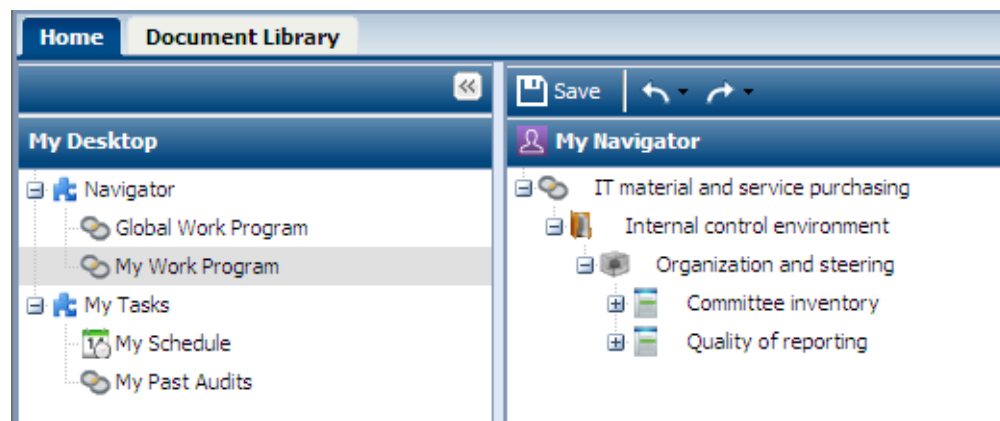 Home Document Library
Save
My Desktop
My Navigator
Navigator
Global Work Program
My Work Program
My Tasks
My Schedule
My Past Audits
IT material and service purchasing
Internal control environment
Organization and steering
Committee inventory
Quality of reporting